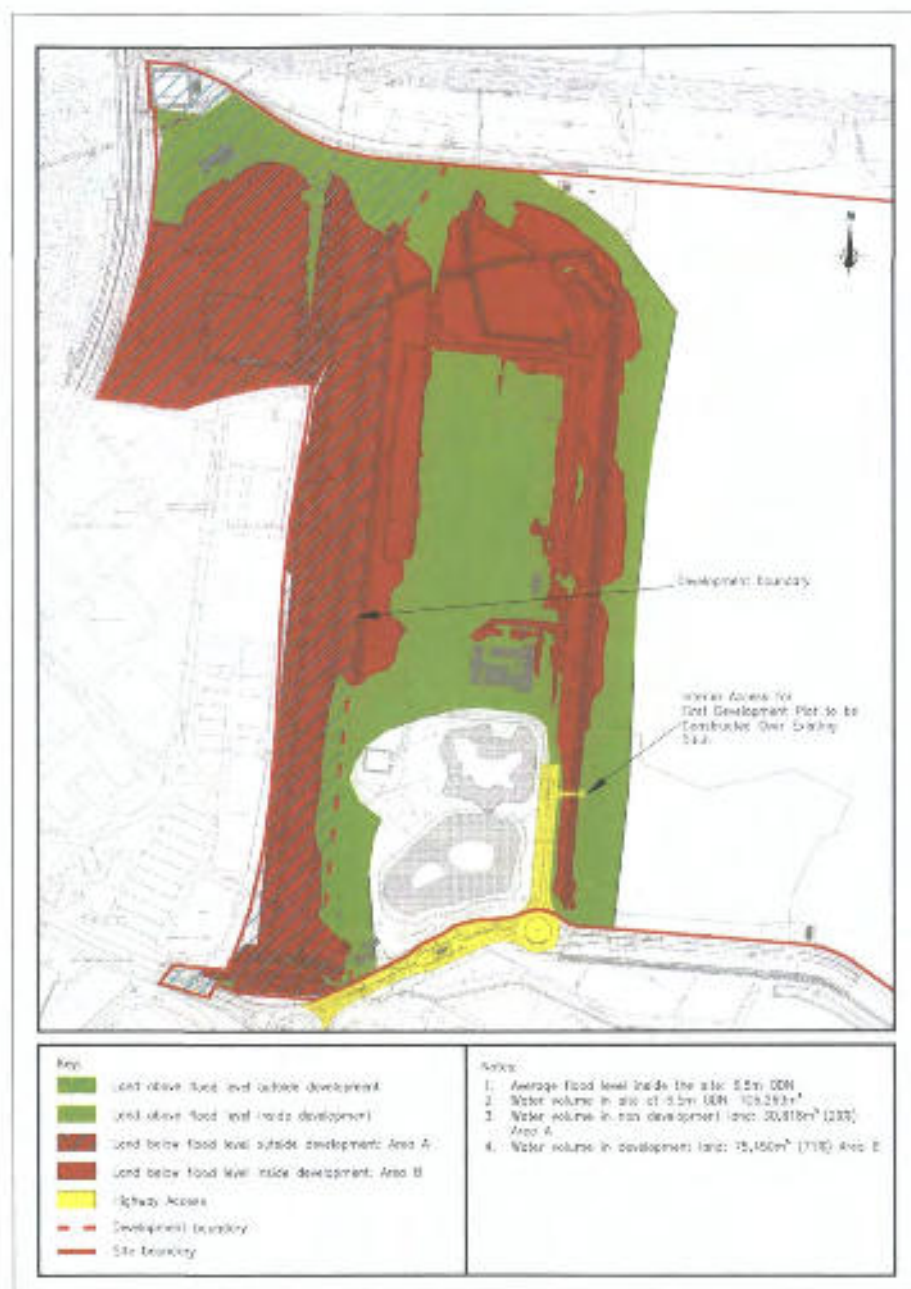 N
Development boundary
Interim Access for
First Development Plot to be
Constructed Over Existing
Ditch
Key:
Land above flood level outside development
Land above flood level inside development
Land below flood level outside development: Area A
Land below flood level inside development: Area B
Highway Access
Development boundary
Site boundary
Notes:
1. Average flood level inside the site: 5.5m ODN
2. Water volume in site at 5.5m ODN:
3. Water volume in non development land: (29%)
Area A
4. Water volume in development land: (71%) Area B